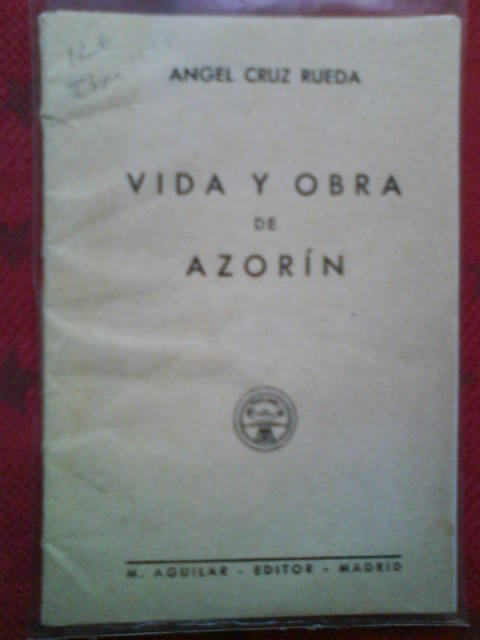 ANGEL CRUZ RUEDA
VIDA Y OBRA
DE
AZORÍN
M. AGUILAR - EDITOR - MADRID